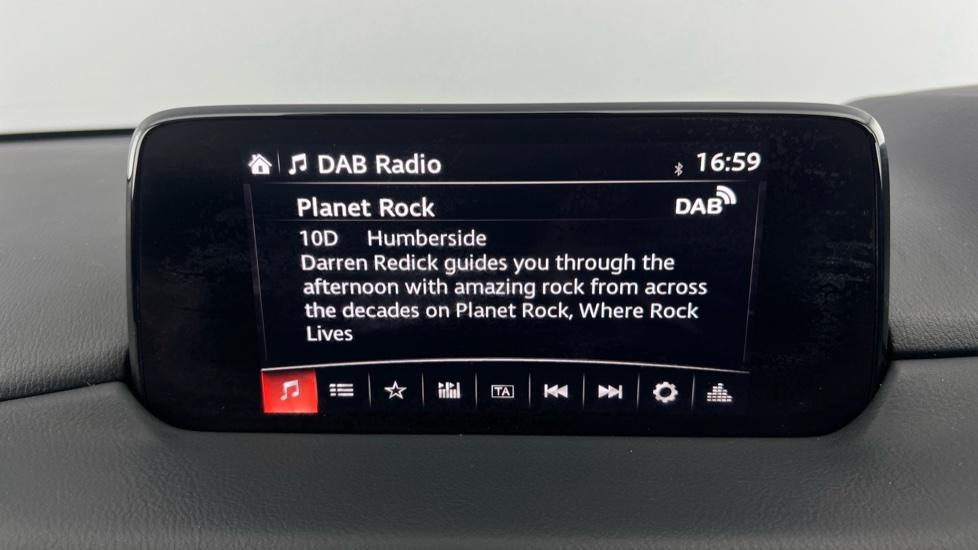 DAB Radio 16:59
Planet Rock DAB
10D Humberside
Darren Redick guides you through the
afternoon with amazing rock from across
the decades on Planet Rock, Where Rock
Lives
TA